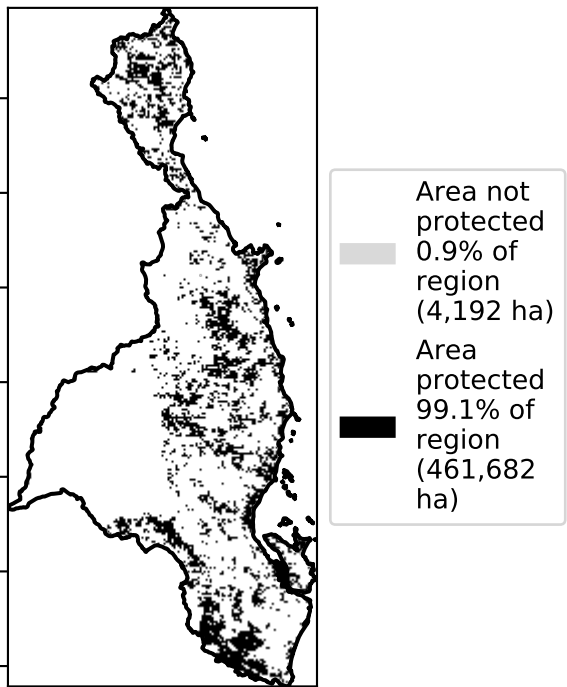 Area not
protected
0.9% of
region
(4,192 ha)
Area
protected
99.1% of
region
(461,682
ha)